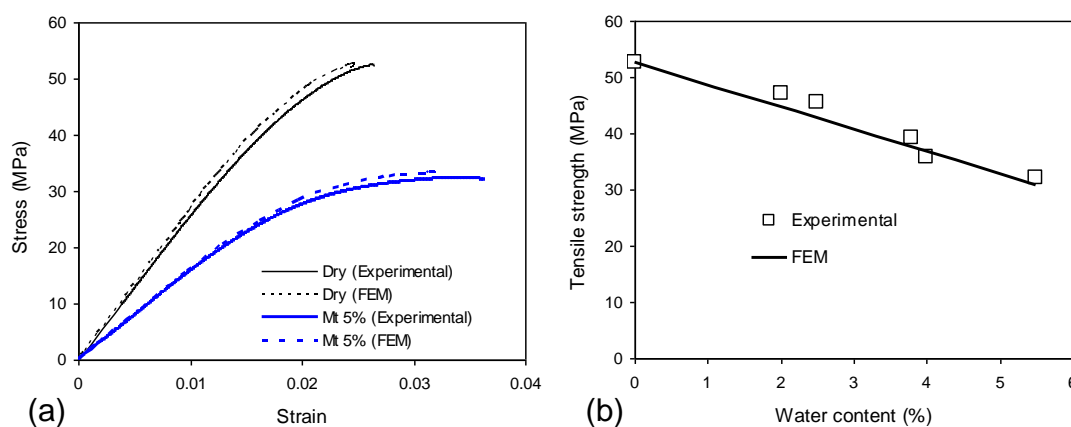 60
50
40
30
20
10
0
Stress (MPa)
Dry (Experimental)
Dry (FEM)
Mt 5% (Experimental)
Mt 5% (FEM)
0 0.01 0.02 0.03 0.04
Strain
(a)
60
50
40
30
20
10
0
Tensile strength (MPa)
Experimental
FEM
0 1 2 3 4 5 6
Water content (%)
(b)